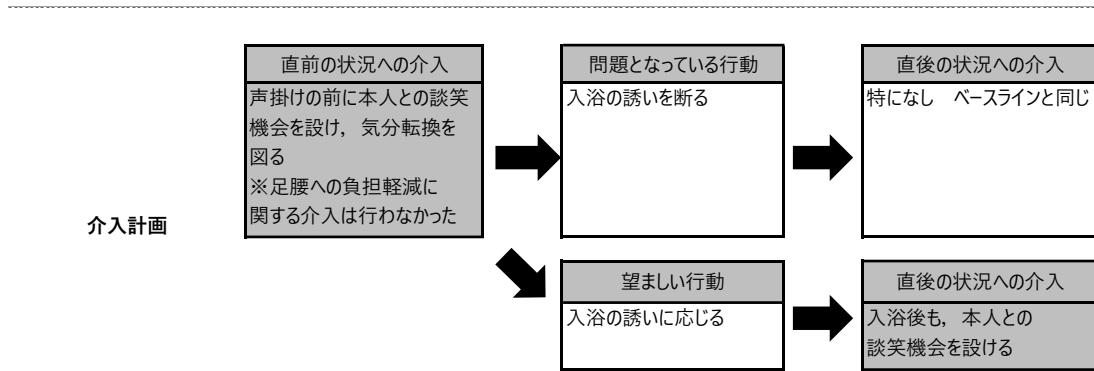 介入計画
直前の状況への介入
声掛けの前に本人との談笑
機会を設け，気分転換を
図る
※足腰への負担軽減に
関する介入は行わなかった
問題となっている行動
入浴の誘いを断る
直後の状況への介入
特になし　ベースラインと同じ
望ましい行動
入浴の誘いに応じる
直後の状況への介入
入浴後も，本人との
談笑機会を設ける